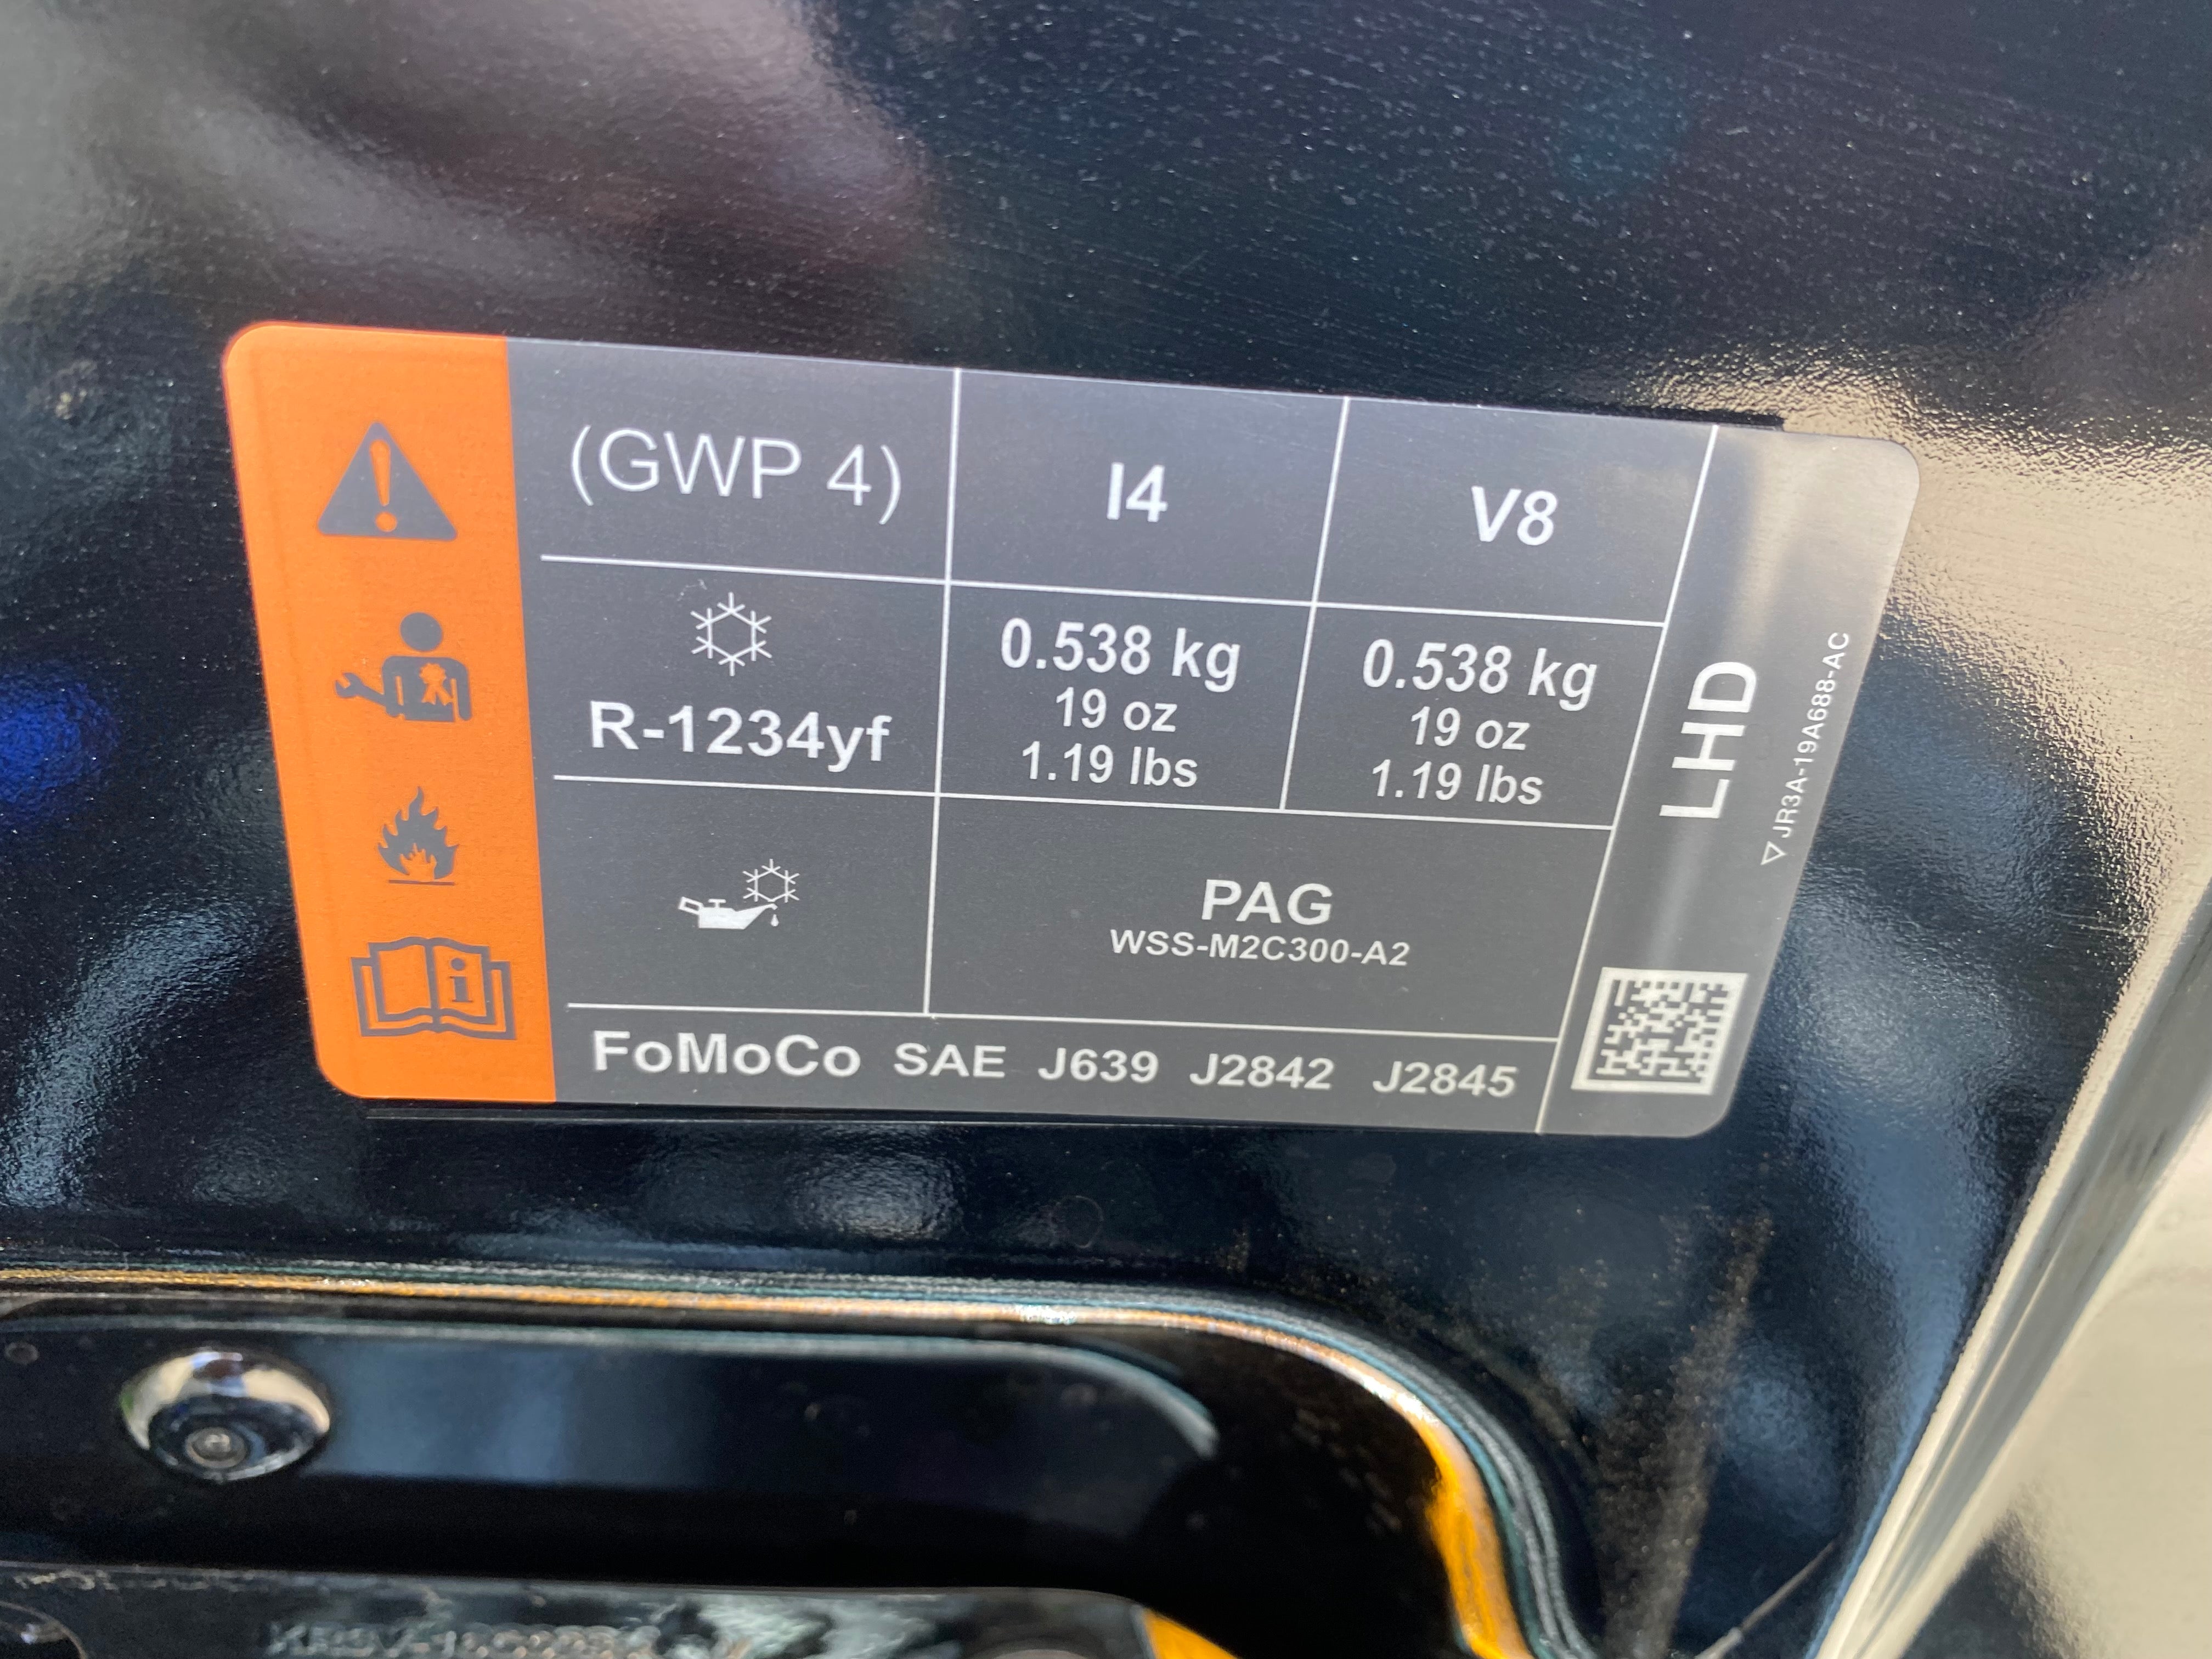 (GWP 4) I4 V8
R-1234yf
0.538 kg
19 oz
1.19 lbs
0.538 kg
19 oz
1.19 lbs
PAG
WSS-M2C300-A2
FoMoCo SAE J639 J2842 J2845
LHD
JR3A-19A688-AC